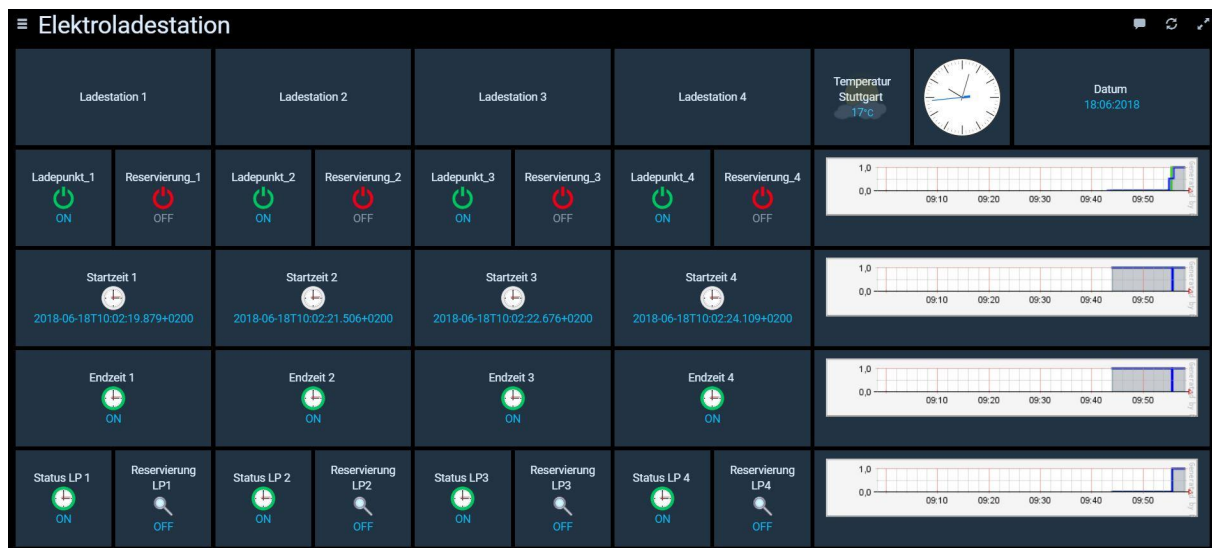 Elektroladestation
Ladestation 1
Ladestation 2
Ladestation 3
Ladestation 4
Temperatur
Stuttgart
17°c
Datum
18:06:2018
Ladepunkt_1
ON
Reservierung_1
OFF
Ladepunkt_2
ON
Reservierung_2
OFF
Ladepunkt_3
ON
Reservierung_3
OFF
Ladepunkt_4
ON
Reservierung_4
OFF
1,0
0,0
09:10 09:20 09:30 09:40 09:50
Startzeit 1
2018-06-18T10:02:19.879+0200
Startzeit 2
2018-06-18T10:02:21.506+0200
Startzeit 3
2018-06-18T10:02:22.676+0200
Startzeit 4
2018-06-18T10:02:24.109+0200
1,0
0,0
09:10 09:20 09:30 09:40 09:50
Endzeit 1
ON
Endzeit 2
ON
Endzeit 3
ON
Endzeit 4
ON
1,0
0,0
09:10 09:20 09:30 09:40 09:50
Status LP 1
ON
Reservierung
LP1
OFF
Status LP 2
ON
Reservierung
LP2
OFF
Status LP3
ON
Reservierung
LP3
OFF
Status LP 4
ON
Reservierung
LP4
OFF
1,0
0,0
09:10 09:20 09:30 09:40 09:50